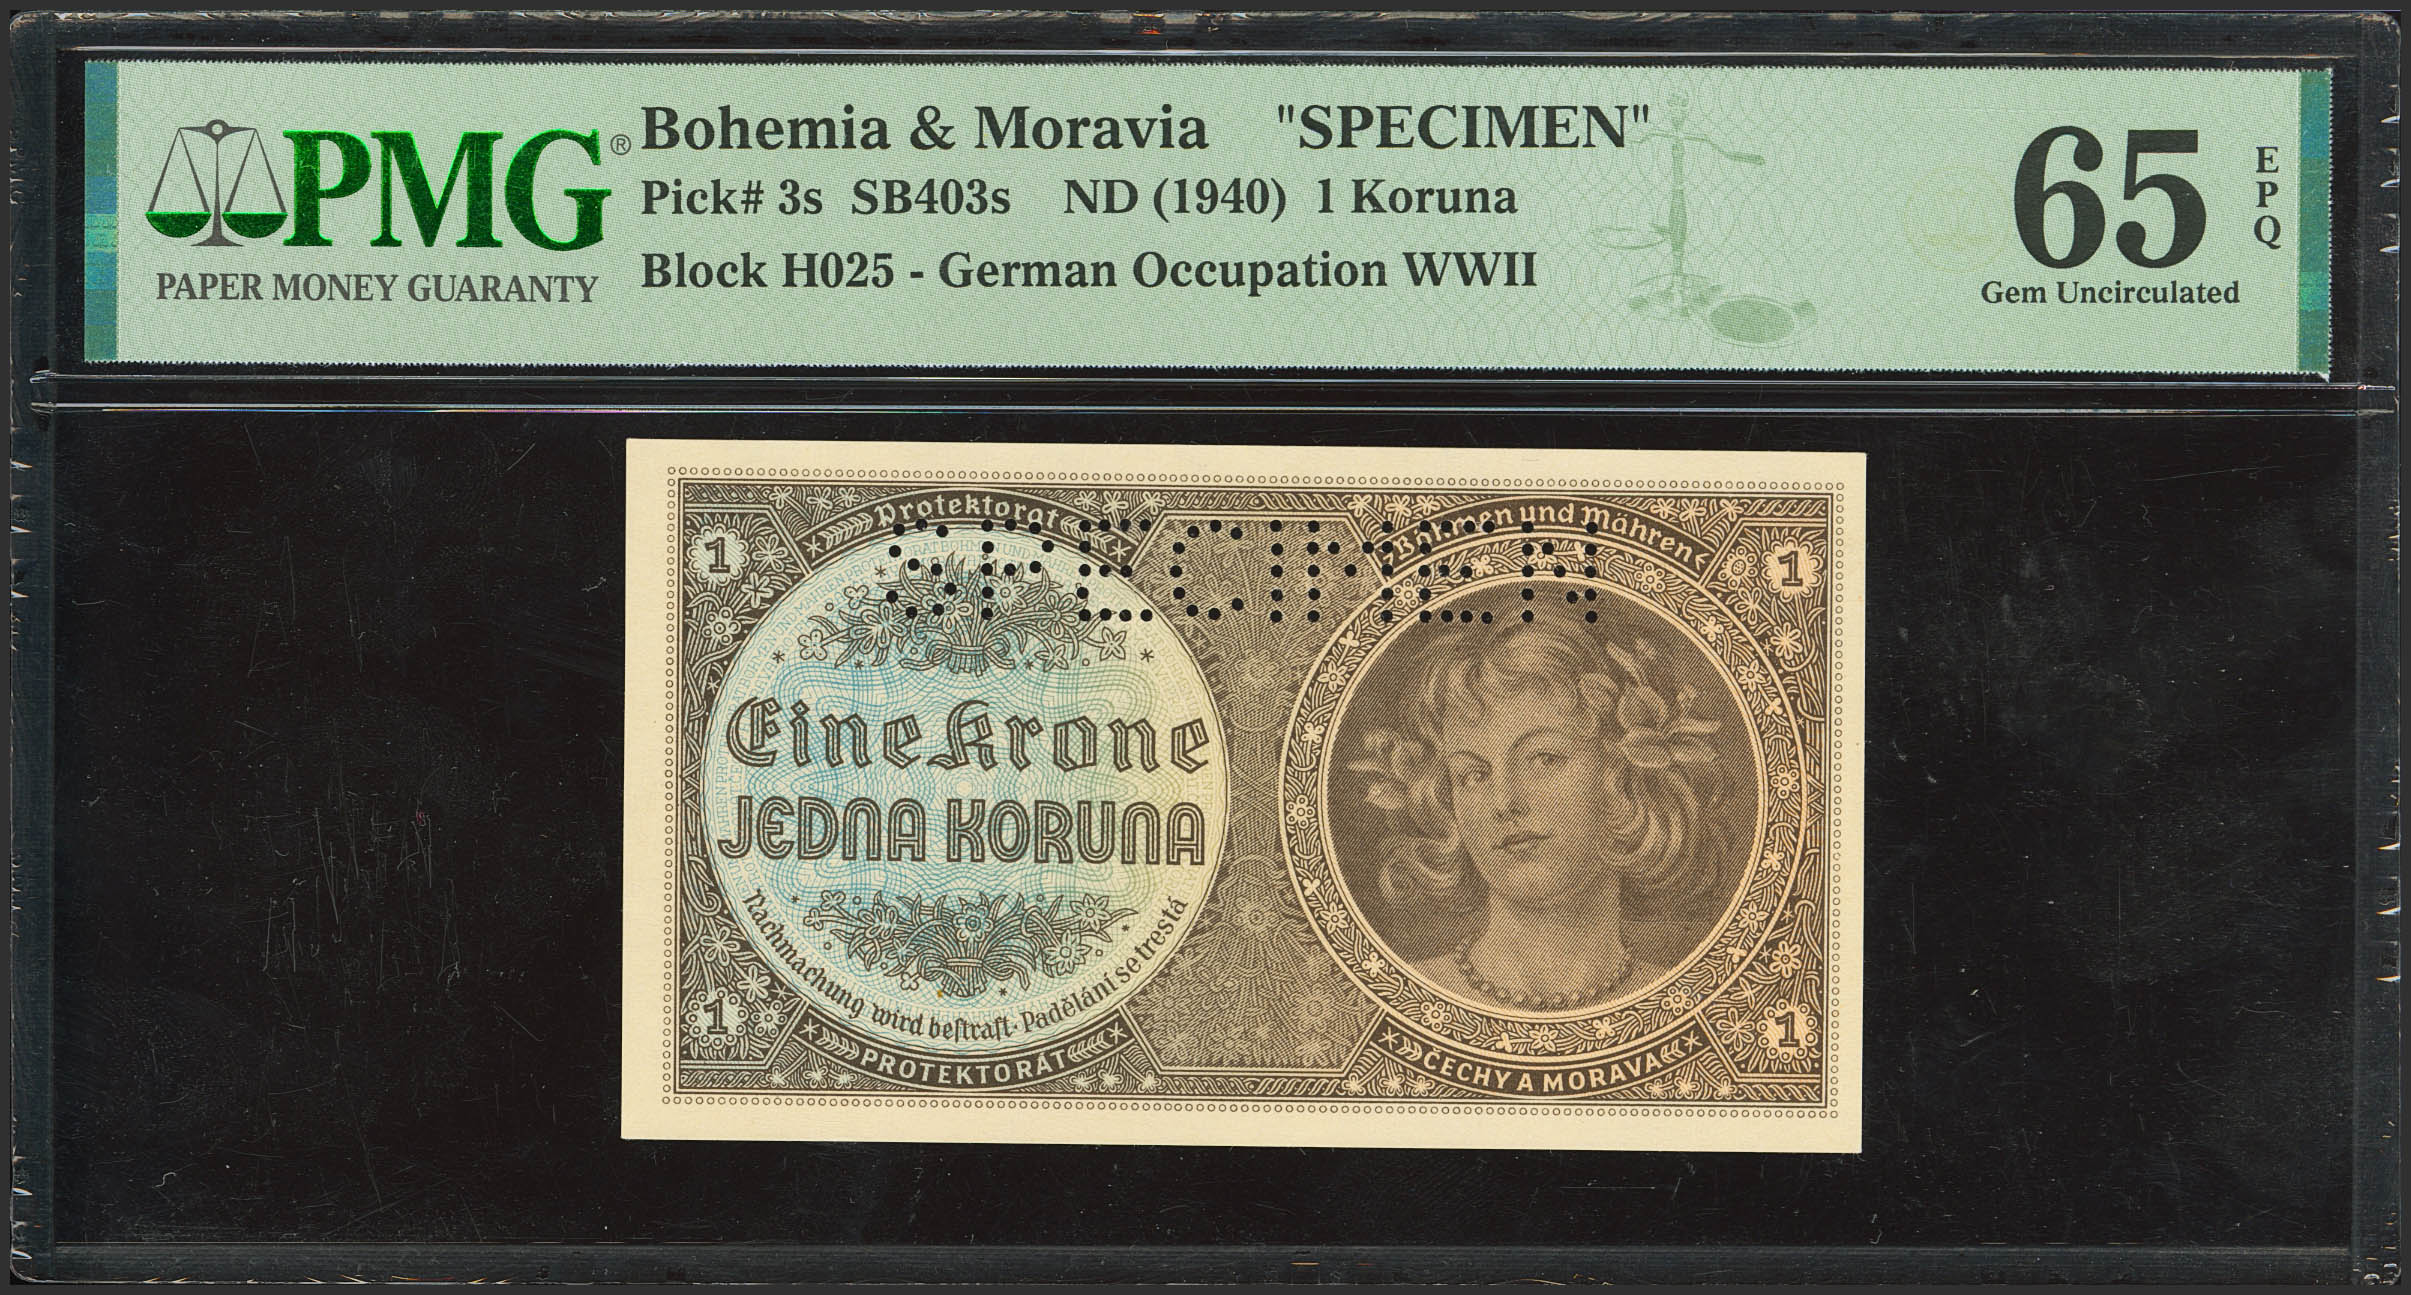 PMG®
PAPER MONEY GUARANTY
Bohemia & Moravia "SPECIMEN"
Pick# 3s SB403s ND (1940) 1 Koruna
Block H025 - German Occupation WWII
65
EPQ
Gem Uncirculated
Protektorat
Böhmen und Mähren
1
1
SPECIMEN
Eine Krone
JEDNA KORUNA
Nachmachung wird beſtraft · Padělání se trestá
1
1
PROTEKTORÁT
ČECHY A MORAVA